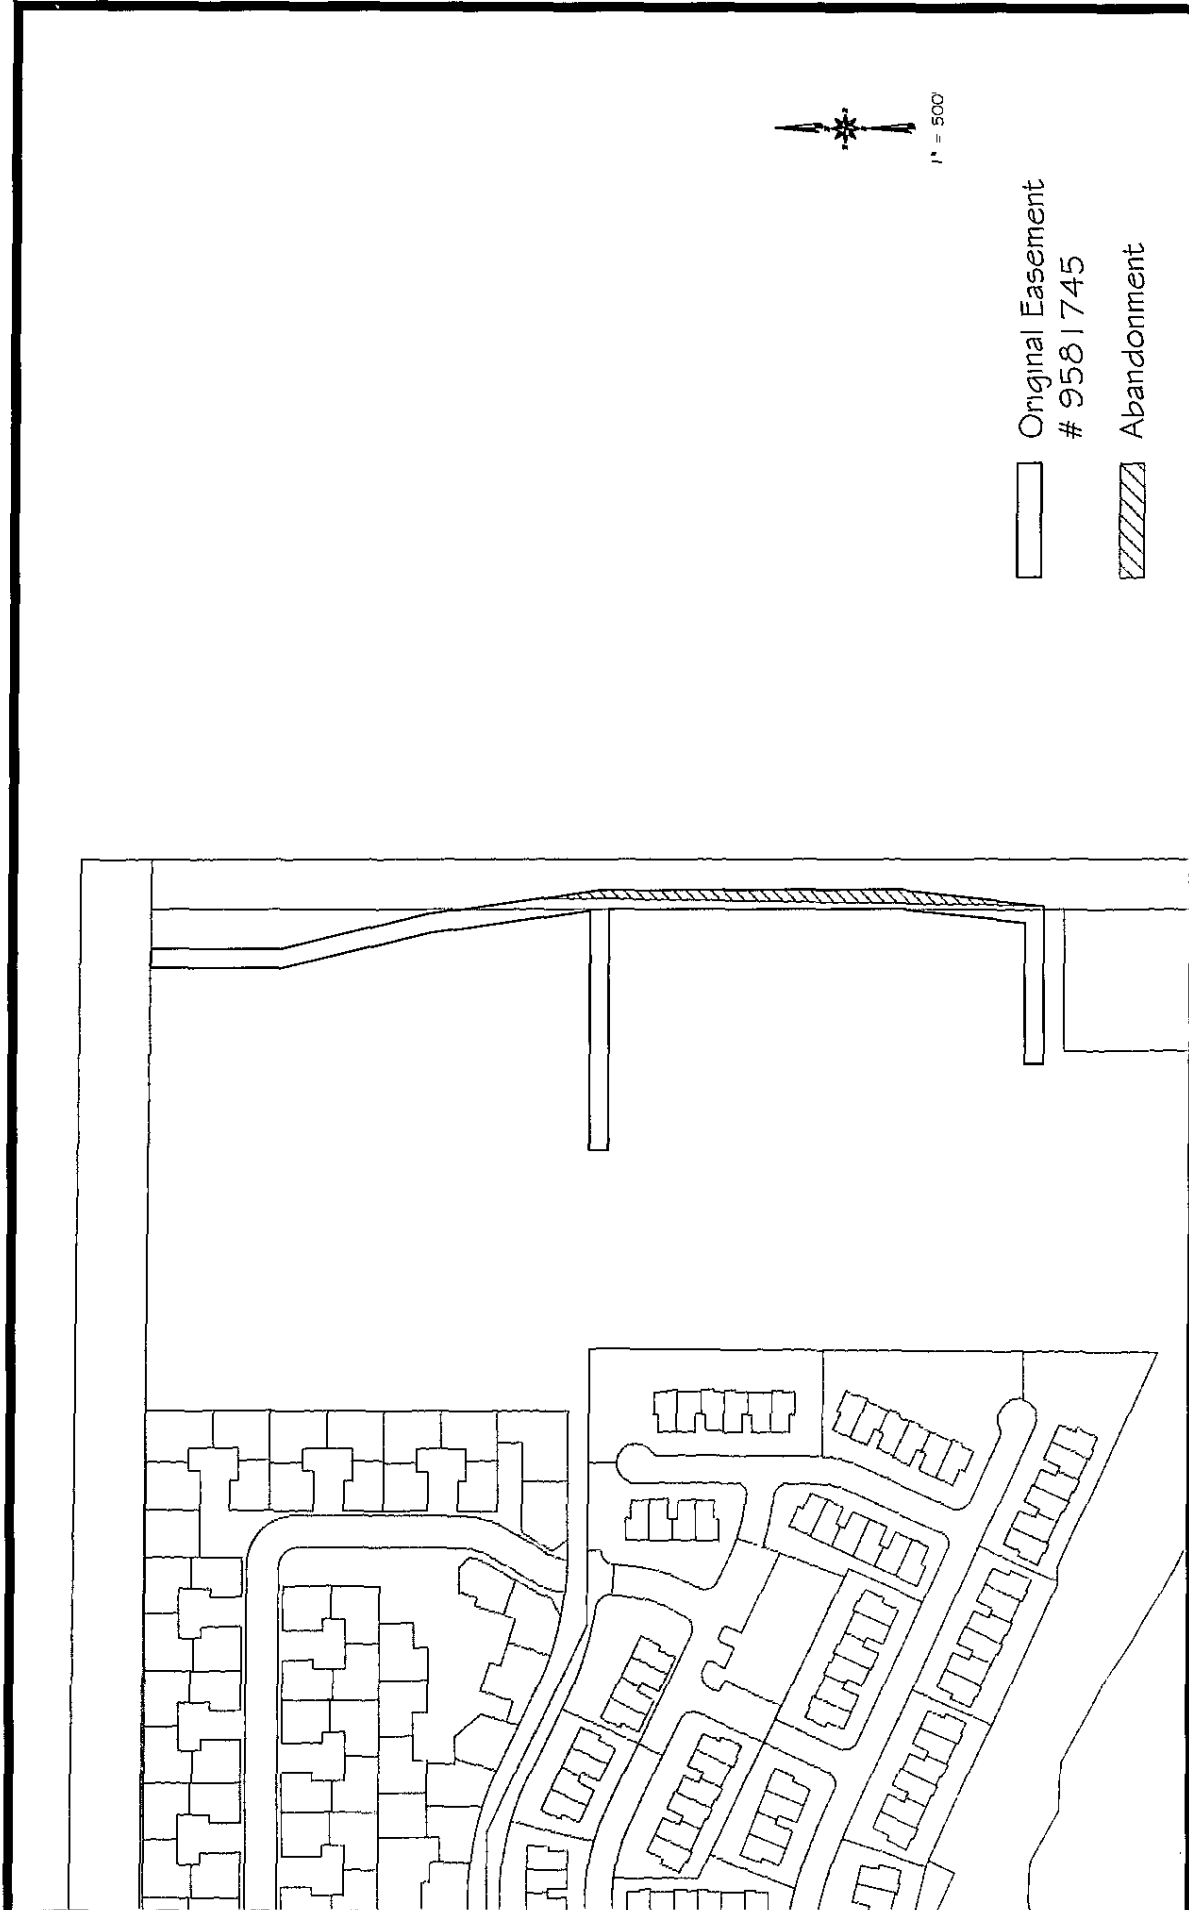 1" = 500'
Original Easement
# 9581745
Abandonment